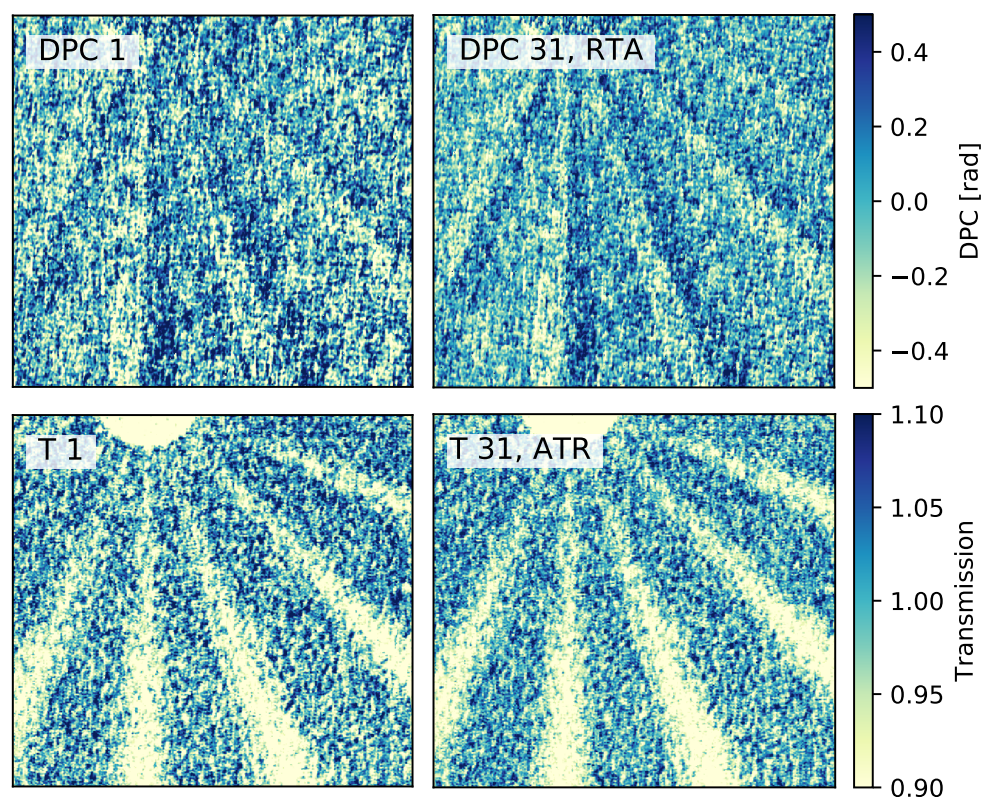 DPC 1
DPC 31, RTA
0.4
0.2
0.0
−0.2
−0.4
DPC [rad]
T 1
T 31, ATR
1.10
1.05
1.00
0.95
0.90
Transmission